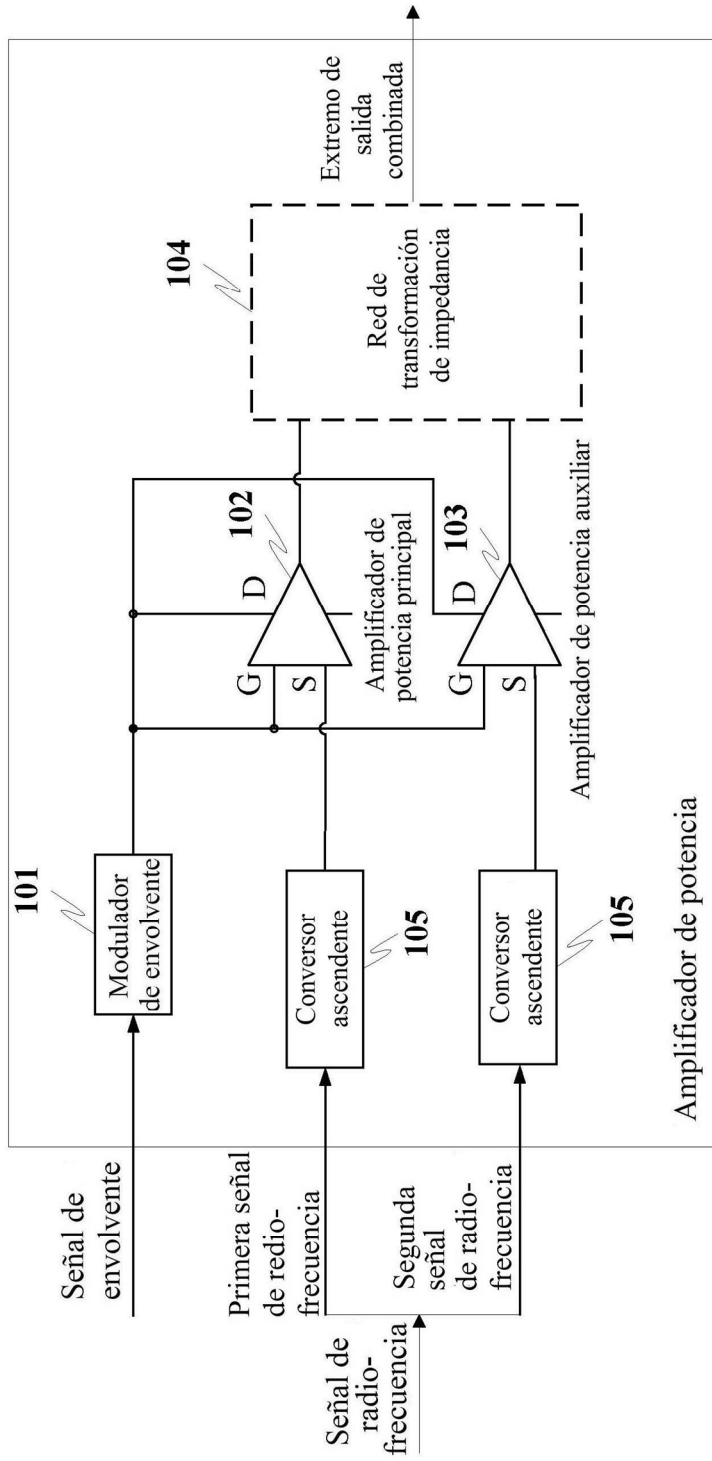 Señal de
envolvente
101
Modulador
de envolvente
Señal de
radio-
frecuencia
Primera señal
de redio-
frecuencia
Segunda
señal
de radio-
frecuencia
Conversor
ascendente
105
Conversor
ascendente
105
G
S
D
102
Amplificador de
potencia principal
G
S
D
103
Amplificador de potencia auxiliar
104
Red de
transformación
de impedancia
Extremo de
salida
combinada
Amplificador de potencia